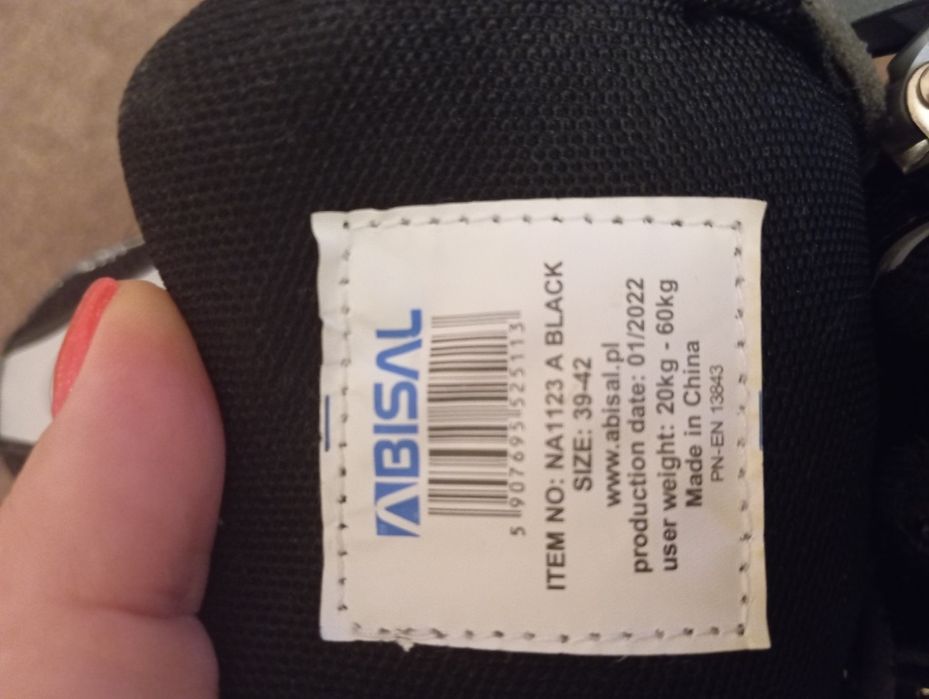 ABISAL
5 907695 525113
ITEM NO: NA1123 A BLACK
SIZE: 39-42
www.abisal.pl
production date: 01/2022
user weight: 20kg - 60kg
Made in China
PN-EN 13843